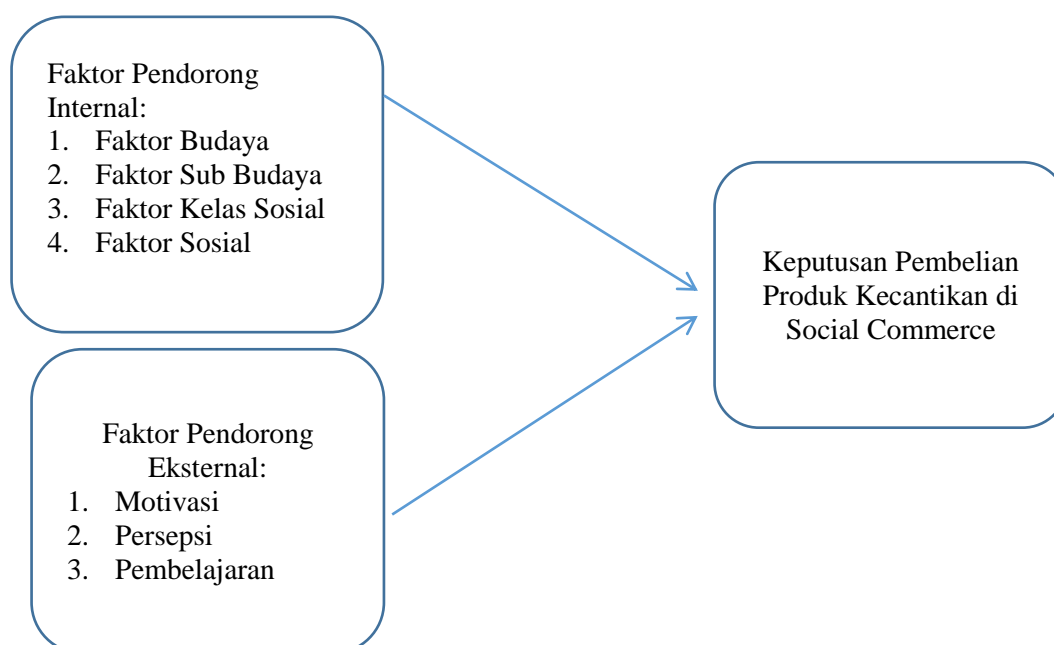 Faktor Pendorong
Internal:
1. Faktor Budaya
2. Faktor Sub Budaya
3. Faktor Kelas Sosial
4. Faktor Sosial
Faktor Pendorong
Eksternal:
1. Motivasi
2. Persepsi
3. Pembelajaran
Keputusan Pembelian
Produk Kecantikan di
Social Commerce